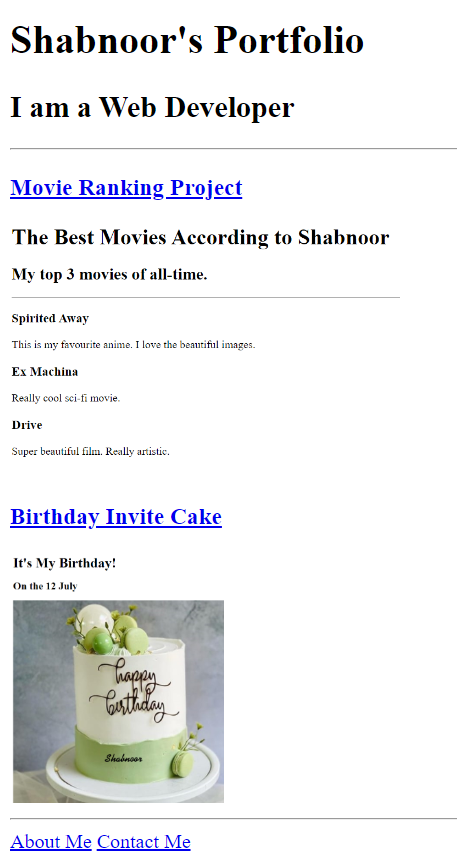 Shabnoor's Portfolio
I am a Web Developer
Movie Ranking Project
The Best Movies According to Shabnoor
My top 3 movies of all-time.
Spirited Away
This is my favourite anime. I love the beautiful images.
Ex Machina
Really cool sci-fi movie.
Drive
Super beautiful film. Really artistic.
Birthday Invite Cake
It's My Birthday!
On the 12 July
happy
birthday
Shabnoor
About Me Contact Me